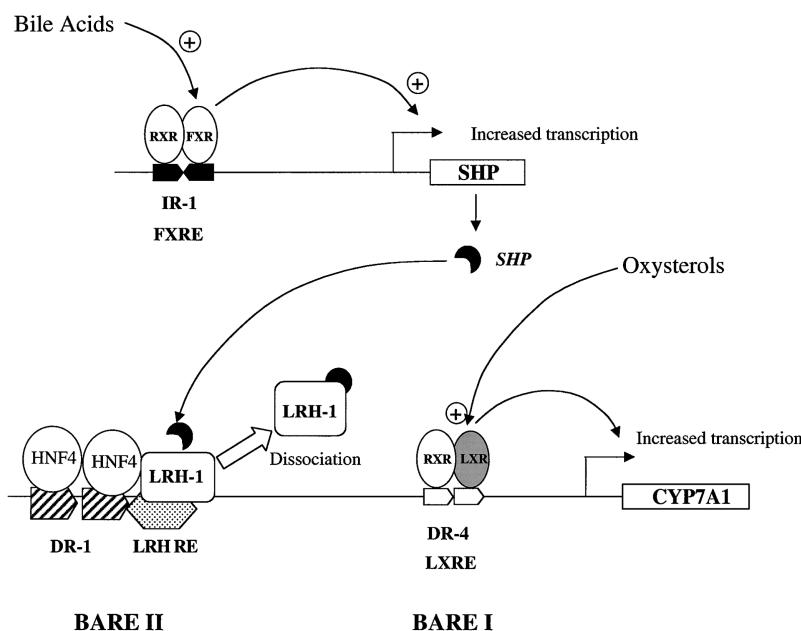 Bile Acids
+
+
RXR
FXR
Increased transcription
SHP
IR-1
FXRE
SHP
Oxysterols
LRH-1
+
HNF4
HNF4
LRH-1
Dissociation
RXR
LXR
Increased transcription
CYP7A1
DR-1
LRH RE
DR-4
LXRE
BARE II
BARE I